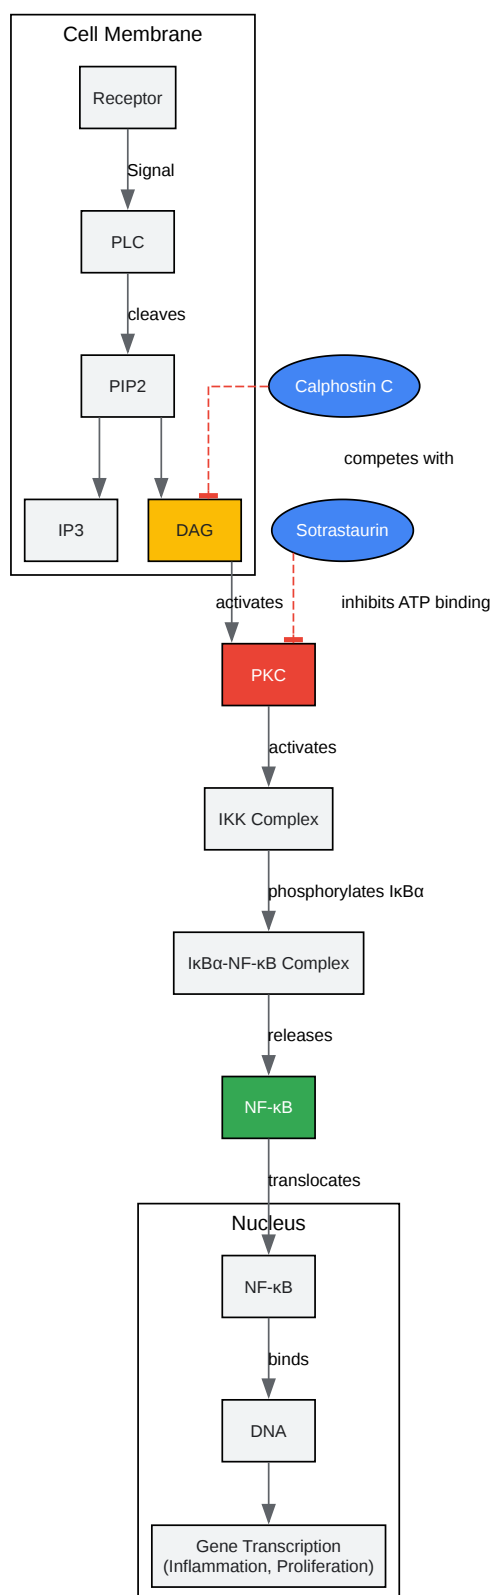 Cell Membrane
Receptor
Signal
PLC
cleaves
PIP2
Calphostin C
competes with
IP3
DAG
Sotrastaurin
activates
inhibits ATP binding
PKC
activates
IKK Complex
phosphorylates IκBα
IκBα-NF-κB Complex
releases
NF-κB
translocates
Nucleus
NF-κB
binds
DNA
Gene Transcription
(Inflammation, Proliferation)